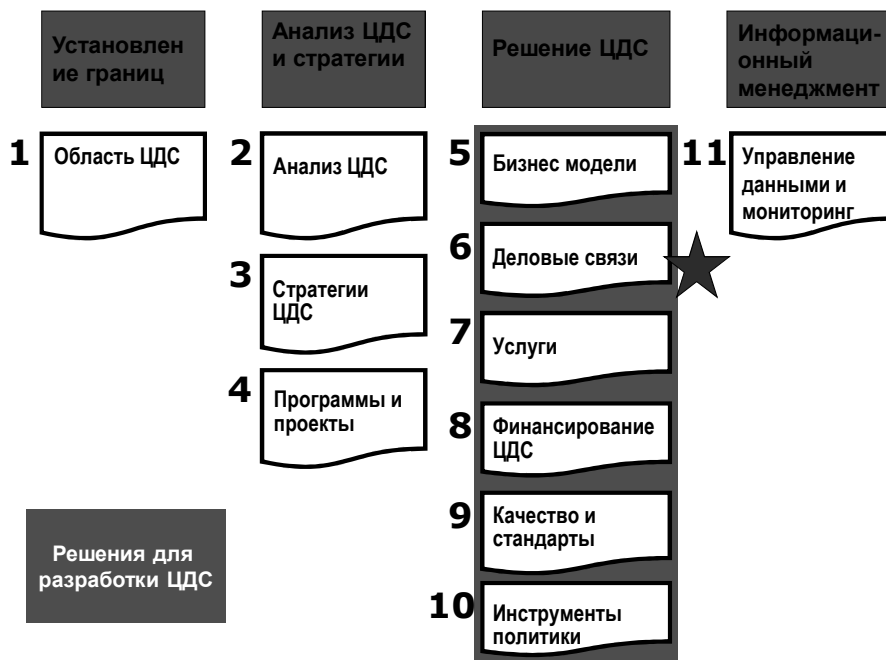 Установлен
ие границ
Анализ ЦДС
и стратегии
Решение ЦДС
Информаци-
онный
менеджмент
1
Область ЦДС
2
Анализ ЦДС
3
Стратегии
ЦДС
4
Программы и
проекты
5
Бизнес модели
6
Деловые связи
7
Услуги
8
Финансирование
ЦДС
9
Качество и
стандарты
10
Инструменты
политики
11
Управление
данными и
мониторинг
Решения для
разработки ЦДС